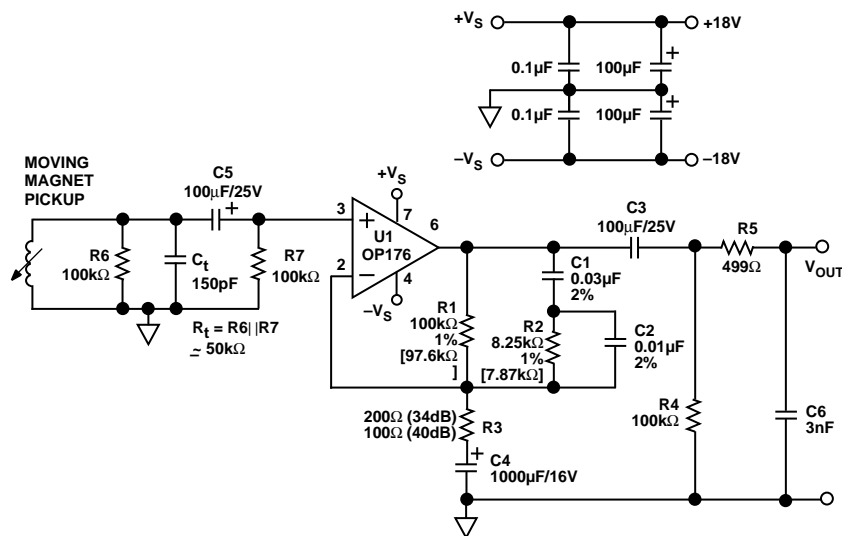 +VS
+18V
0.1µF
100µF
+
0.1µF
100µF
+
–VS
–18V
MOVING
MAGNET
PICKUP
C5
100µF/25V
+
R6
100kΩ
Ct
150pF
R7
100kΩ
Rt = R6||R7
≃ 50kΩ
+VS
3
+
7
6
U1
OP176
2
–
4
–VS
R1
100kΩ
1%
[97.6kΩ
]
C1
0.03µF
2%
R2
8.25kΩ
1%
[7.87kΩ]
C2
0.01µF
2%
200Ω (34dB)
100Ω (40dB)
R3
+
C4
1000µF/16V
C3
100µF/25V
R4
100kΩ
R5
499Ω
VOUT
C6
3nF